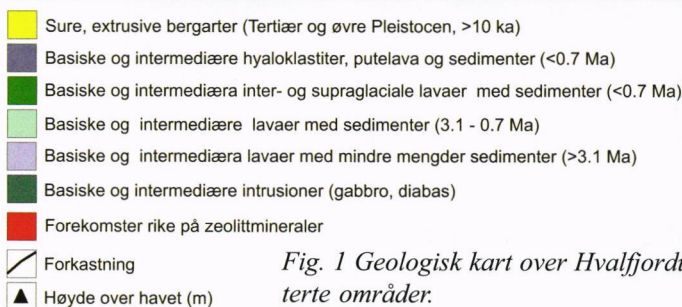 Sure, extrusive bergarter (Tertiær og øvre Pleistocen, >10 ka)
Basiske og intermediære hyaloklastiter, putelava og sedimenter (<0.7 Ma)
Basiske og intermediæra inter- og supraglaciale lavaer med sedimenter (<0.7 Ma)
Basiske og intermediære lavaer med sedimenter (3.1 - 0.7 Ma)
Basiske og intermediæra lavaer med mindre mengder sedimenter (>3.1 Ma)
Basiske og intermediære intrusioner (gabbro, diabas)
Forekomster rike på zeolittmineraler
Forkastning
Høyde over havet (m)
Fig. 1 Geologisk kart over Hvalfjord
terte områder.